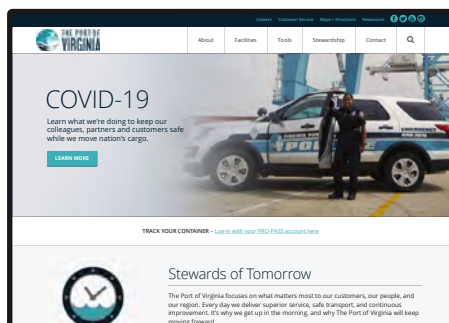 Careers Customer Service Maps + Directions Newsroom
THE PORT OF
VIRGINIA
About Facilities Tools Stewardship Contact
COVID-19
Learn what we're doing to keep our
colleagues, partners and customers safe
while we move nation's cargo.
LEARN MORE
VIRGINIA PORT
POLICE
EMERGENCY
TRACK YOUR CONTAINER – Log-in with your PRO-PASS account here
Stewards of Tomorrow
The Port of Virginia focuses on what matters most to our customers, our people, and
our region. Every day we deliver superior service, safe transport, and continuous
improvement. It's why we get up in the morning, and why The Port of Virginia will keep
moving forward.